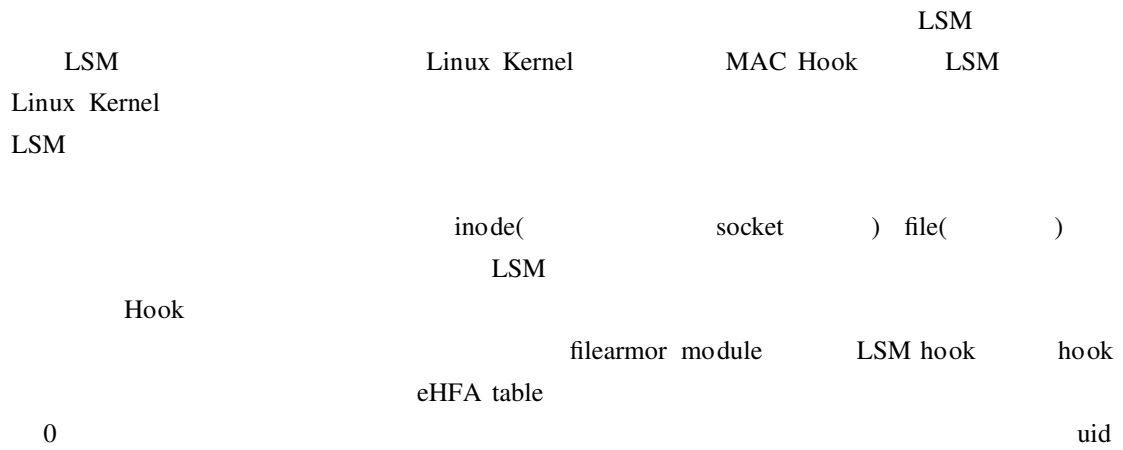 LSM
LSM Linux Kernel MAC Hook LSM
Linux Kernel
LSM
inode( socket ) file( )
LSM
Hook
filearmor module LSM hook hook
eHFA table
0 uid